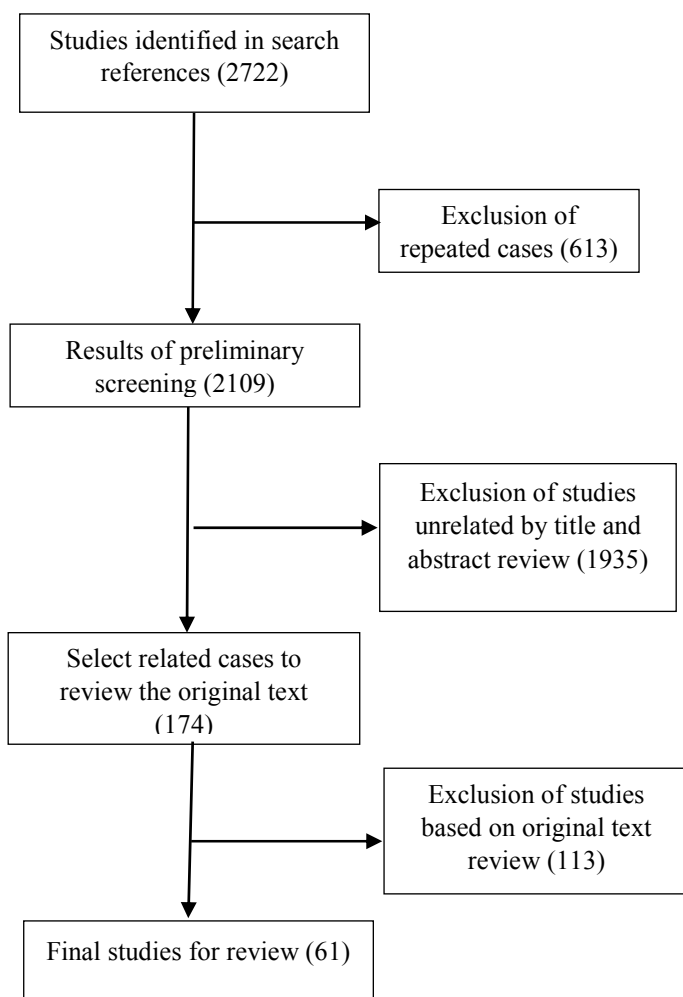 Studies identified in search
references (2722)
Exclusion of
repeated cases (613)
Results of preliminary
screening (2109)
Exclusion of studies
unrelated by title and
abstract review (1935)
Select related cases to
review the original text
(174)
Exclusion of studies
based on original text
review (113)
Final studies for review (61)